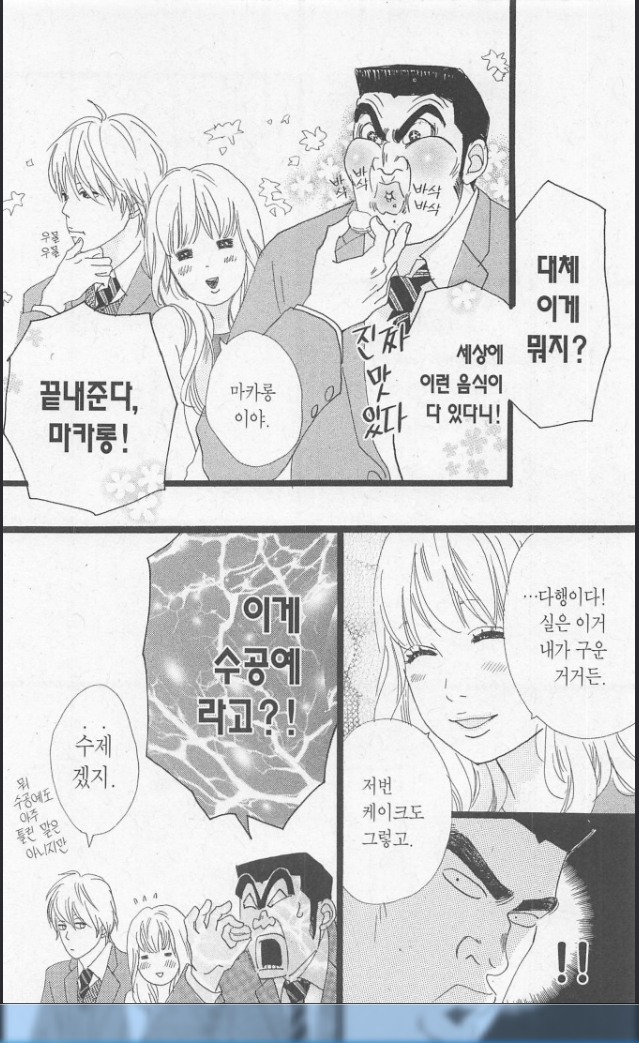 대체
이게
뭐지?
바삭
바삭
바삭
바삭
세상에
이런 음식이
다 있다니!
진짜
맛
있다
마카롱
이야.
우물
우물
끝내준다,
마카롱!
…다행이다!
실은 이거
내가 구운
거거든.
저번
케이크도
그렇고.
!!
이게
수공예
라고?!
수제
겠지.
뭐
수공예도
아주
틀린 말은
아니지만